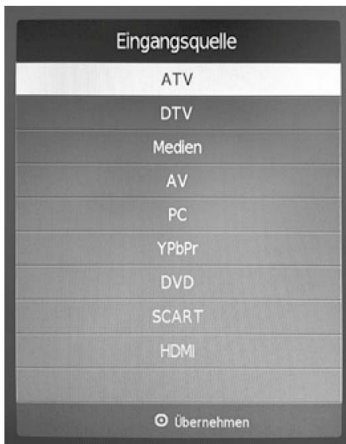 Eingangsquelle
ATV
DTV
Medien
AV
PC
YPbPr
DVD
SCART
HDMI
Übernehmen